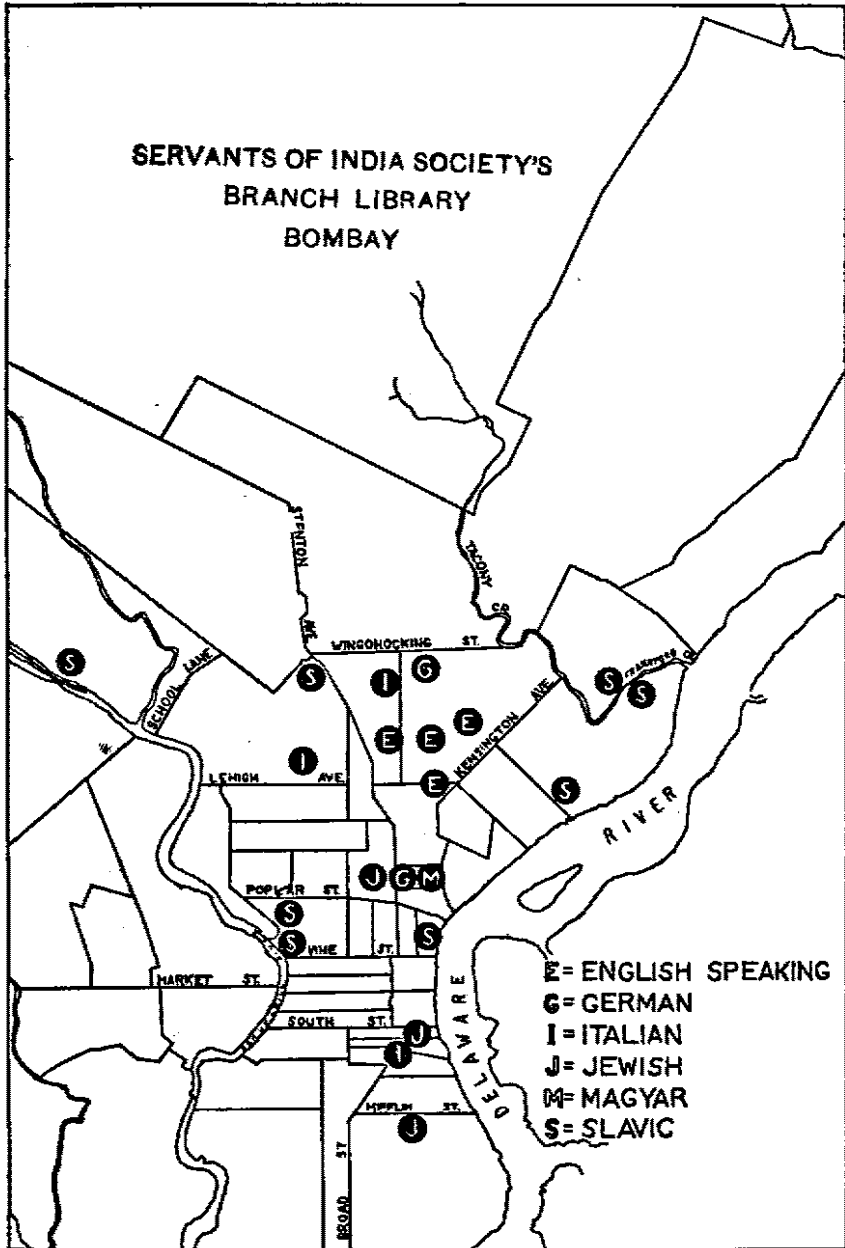 SERVANTS OF INDIA SOCIETY'S
BRANCH LIBRARY
BOMBAY
STENTON
AVE.
TACONY
CR
WINGOHOCKING ST.
SCHOOL LANE
S
S
I
G
S
S
E
E
E
KENSINGTON AVE.
I
LEHIGH AVE.
E
S
RIVER
J
G
M
POPLAR ST.
S
S
S
VINE ST.
MARKET ST.
SOUTH ST.
J
I
DELAWARE
MIFFLIN ST.
J
BROAD ST
E = ENGLISH SPEAKING
G = GERMAN
I = ITALIAN
J = JEWISH
M = MAGYAR
S = SLAVIC